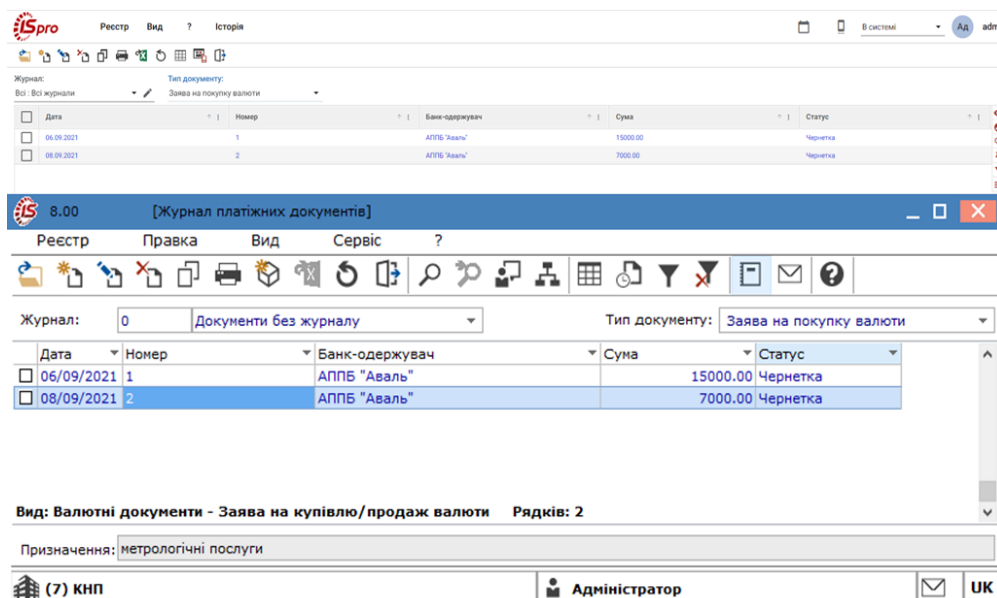 iSpro Реєстр Вид ? Історія В системі Ад adm
Журнал: Тип документу:
Всі : Всі журнали Заява на покупку валюти
Дата Номер Банк-одержувач Сума Статус
06.09.2021 1 АППБ "Аваль" 15000.00 Чернетка
08.09.2021 2 АППБ "Аваль" 7000.00 Чернетка
iS 8.00 [Журнал платіжних документів]
Реєстр Правка Вид Сервіс ?
Журнал: 0 Документи без журналу Тип документу: Заява на покупку валюти
Дата Номер Банк-одержувач Сума Статус
06/09/2021 1 АППБ "Аваль" 15000.00 Чернетка
08/09/2021 2 АППБ "Аваль" 7000.00 Чернетка
Вид: Валютні документи - Заява на купівлю/продаж валюти Рядків: 2
Призначення: метрологічні послуги
(7) КНП Адміністратор UK